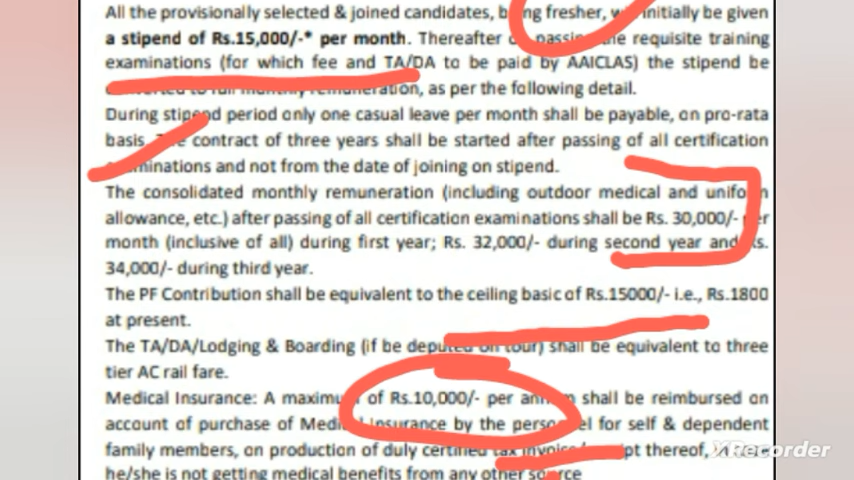 All the provisionally selected & joined candidates, being fresher, will initially be given
a stipend of Rs.15,000/-* per month. Thereafter on passing the requisite training
examinations (for which fee and TA/DA to be paid by AAICLAS) the stipend be
converted to full monthly remuneration, as per the following detail.
During stipend period only one casual leave per month shall be payable, on pro-rata
basis. The contract of three years shall be started after passing of all certification
examinations and not from the date of joining on stipend.
The consolidated monthly remuneration (including outdoor medical and uniform
allowance, etc.) after passing of all certification examinations shall be Rs. 30,000/- per
month (inclusive of all) during first year; Rs. 32,000/- during second year and Rs.
34,000/- during third year.
The PF Contribution shall be equivalent to the ceiling basic of Rs.15000/- i.e., Rs.1800
at present.
The TA/DA/Lodging & Boarding (if be deputed on tour) shall be equivalent to three
tier AC rail fare.
Medical Insurance: A maximum of Rs.10,000/- per annum shall be reimbursed on
account of purchase of Medical Insurance by the personnel for self & dependent
family members, on production of duly certified tax invoice/receipt thereof,
he/she is not getting medical benefits from any other source
XRecorder